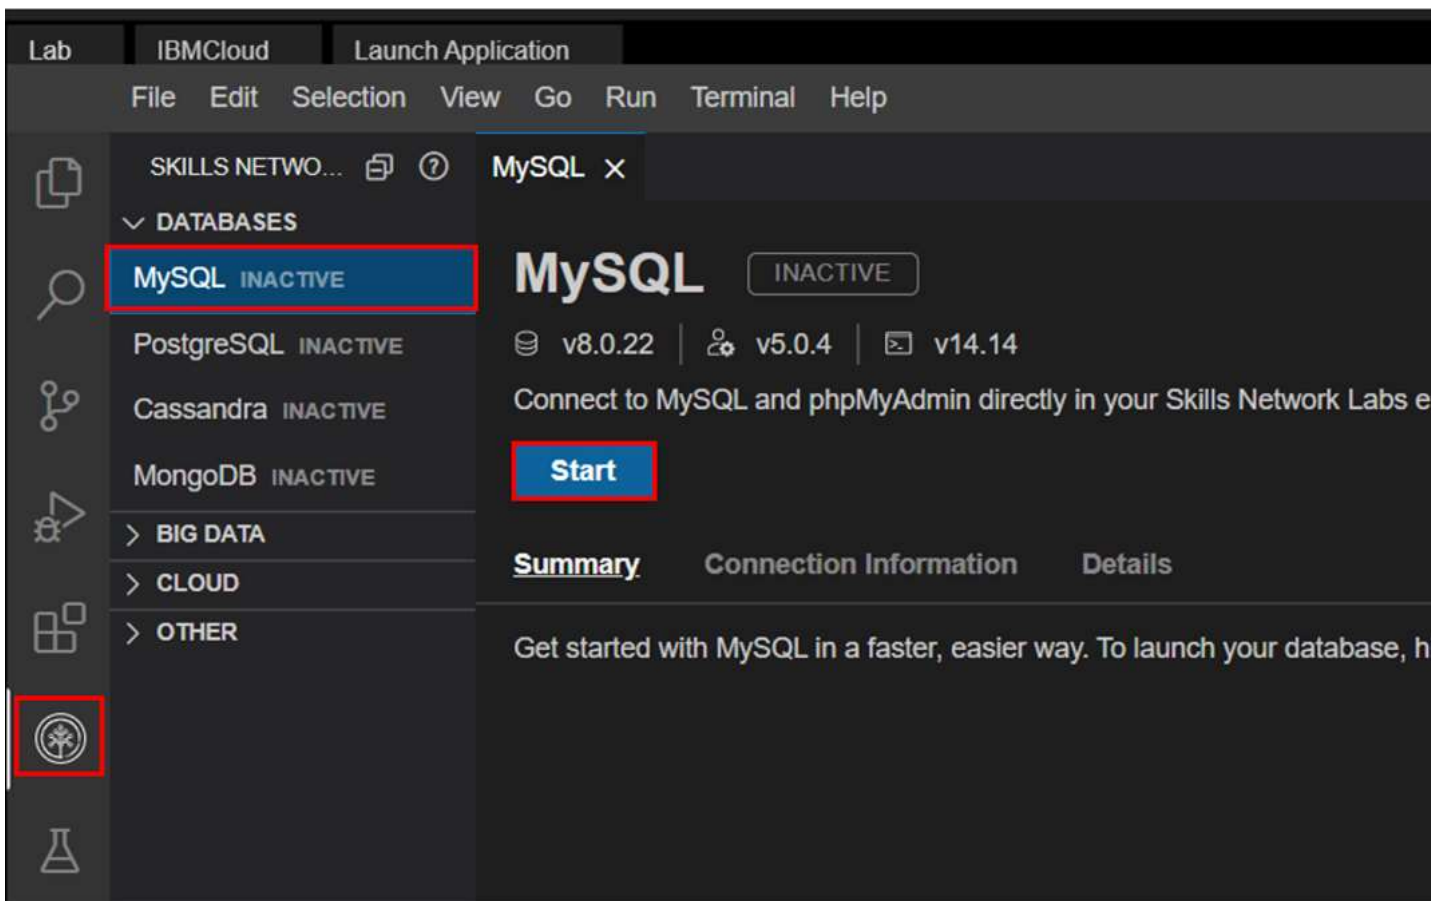 Lab IBMCloud Launch Application
File Edit Selection View Go Run Terminal Help
SKILLS NETWO...
DATABASES
MySQL INACTIVE
PostgreSQL INACTIVE
Cassandra INACTIVE
MongoDB INACTIVE
BIG DATA
CLOUD
OTHER
MySQL
MySQL INACTIVE
v8.0.22 v5.0.4 v14.14
Connect to MySQL and phpMyAdmin directly in your Skills Network Labs e
Start
Summary Connection Information Details
Get started with MySQL in a faster, easier way. To launch your database, h